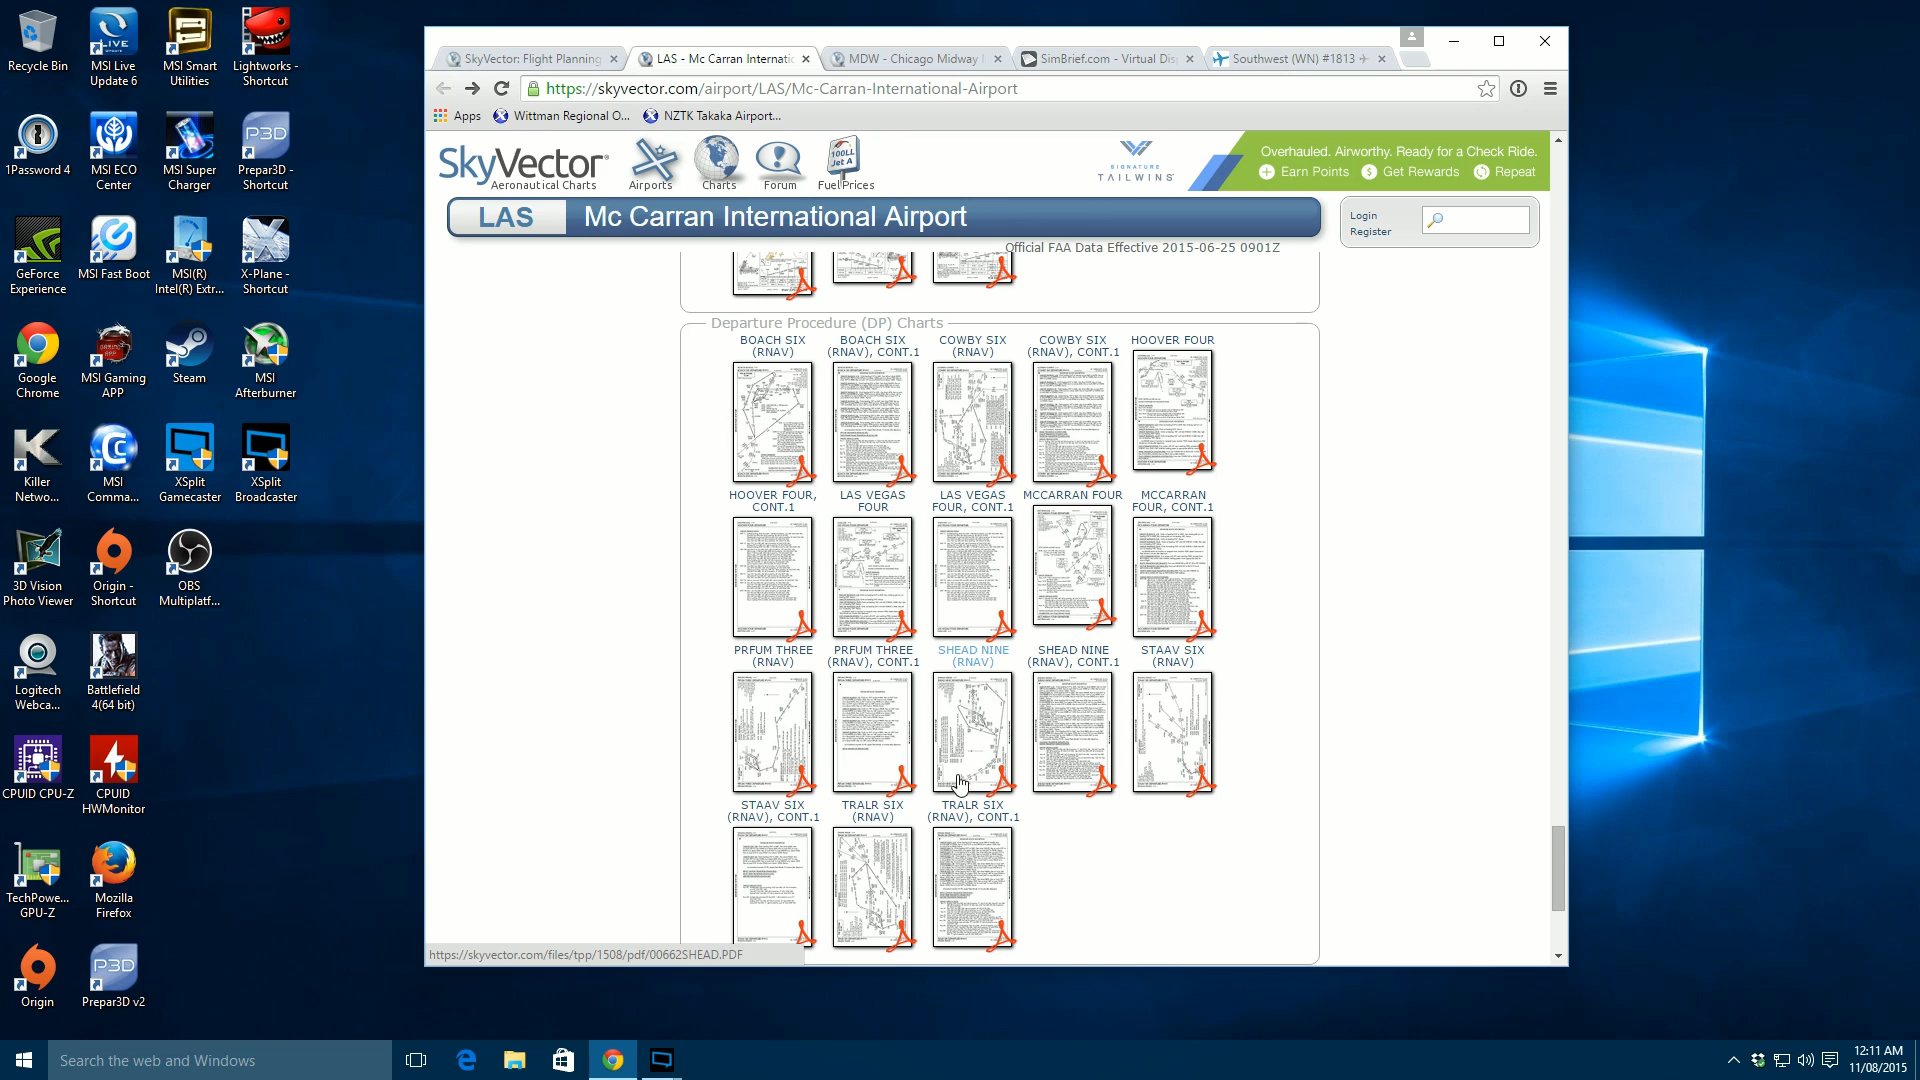 Recycle Bin
MSI Live Update 6
MSI Smart Utilities
Lightworks - Shortcut
1Password 4
MSI ECO Center
MSI Super Charger
Prepar3D - Shortcut
GeForce Experience
MSI Fast Boot
MSI(R) Intel(R) Extr...
X-Plane - Shortcut
Google Chrome
MSI Gaming APP
Steam
MSI Afterburner
Killer Netwo...
MSI Comma...
XSplit Gamecaster
XSplit Broadcaster
3D Vision Photo Viewer
Origin - Shortcut
OBS Multiplatf...
Logitech Webca...
Battlefield 4(64 bit)
CPUID CPU-Z
CPUID HWMonitor
TechPowe... GPU-Z
Mozilla Firefox
Origin
Prepar3D v2
SkyVector: Flight Planning
LAS - Mc Carran Internatio
MDW - Chicago Midway
SimBrief.com - Virtual Dis
Southwest (WN) #1813
https://skyvector.com/airport/LAS/Mc-Carran-International-Airport
Apps
Wittman Regional O...
NZTK Takaka Airport...
SkyVector
Aeronautical Charts
Airports
Charts
Forum
100LL Jet A
Fuel Prices
SIGNATURE TAILWINS
Overhauled. Airworthy. Ready for a Check Ride.
Earn Points
Get Rewards
Repeat
LAS
Mc Carran International Airport
Login
Register
Official FAA Data Effective 2015-06-25 0901Z
Departure Procedure (DP) Charts
BOACH SIX (RNAV)
BOACH SIX (RNAV), CONT.1
COWBY SIX (RNAV)
COWBY SIX (RNAV), CONT.1
HOOVER FOUR
HOOVER FOUR, CONT.1
LAS VEGAS FOUR
LAS VEGAS FOUR, CONT.1
MCCARRAN FOUR
MCCARRAN FOUR, CONT.1
PRFUM THREE (RNAV)
PRFUM THREE (RNAV), CONT.1
SHEAD NINE (RNAV)
SHEAD NINE (RNAV), CONT.1
STAAV SIX (RNAV)
STAAV SIX (RNAV), CONT.1
TRALR SIX (RNAV)
TRALR SIX (RNAV), CONT.1
https://skyvector.com/files/tpp/1508/pdf/00662SHEAD.PDF
Search the web and Windows
12:11 AM
11/08/2015